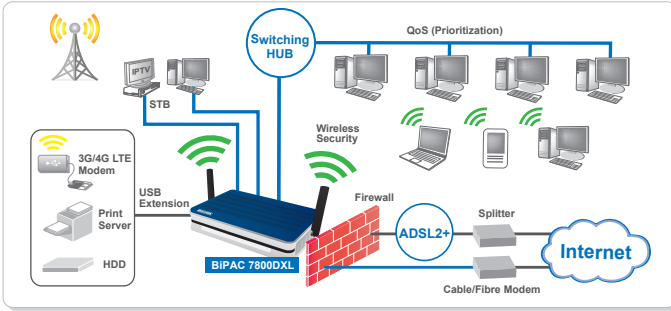 Switching
HUB
QoS (Prioritization)
IPTV
STB
Wireless
Security
3G/4G LTE
Modem
USB
Extension
Print
Server
HDD
BiPAC 7800DXL
Firewall
ADSL2+
Splitter
Internet
Cable/Fibre Modem